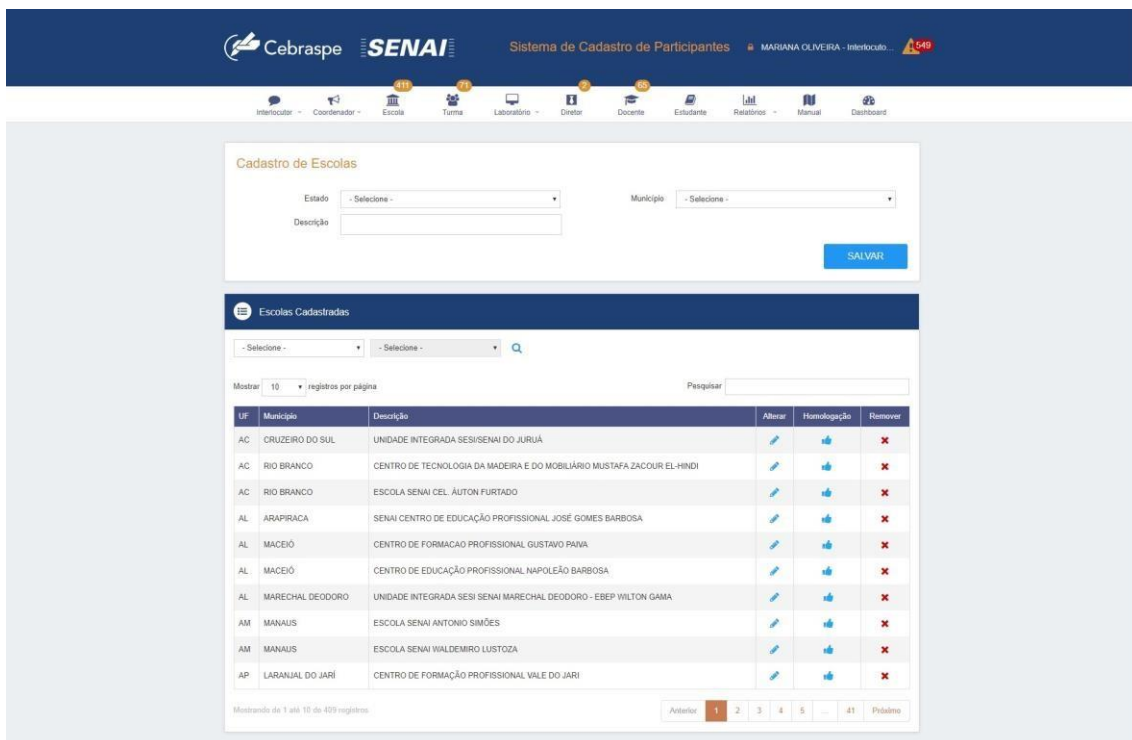 Cebraspe SENAI Sistema de Cadastro de Participantes MARIANA OLIVEIRA - Interlocuto... 549
411 71 2 65
Interlocutor Coordenador Escola Turma Laboratório Diretor Docente Estudante Relatórios Manual Dashboard
Cadastro de Escolas
Estado - Selecione - Município - Selecione -
Descrição
SALVAR
Escolas Cadastradas
- Selecione - - Selecione -
Mostrar 10 registros por página Pesquisar
UF Município Descrição Alterar Homologação Remover
AC CRUZEIRO DO SUL UNIDADE INTEGRADA SESI/SENAI DO JURUÁ
AC RIO BRANCO CENTRO DE TECNOLOGIA DA MADEIRA E DO MOBILIÁRIO MUSTAFA ZACOUR EL-HINDI
AC RIO BRANCO ESCOLA SENAI CEL. ÁUTON FURTADO
AL ARAPIRACA SENAI CENTRO DE EDUCAÇÃO PROFISSIONAL JOSÉ GOMES BARBOSA
AL MACEIÓ CENTRO DE FORMACAO PROFISSIONAL GUSTAVO PAIVA
AL MACEIÓ CENTRO DE EDUCAÇÃO PROFISSIONAL NAPOLEÃO BARBOSA
AL MARECHAL DEODORO UNIDADE INTEGRADA SESI SENAI MARECHAL DEODORO - EBEP WILTON GAMA
AM MANAUS ESCOLA SENAI ANTONIO SIMÕES
AM MANAUS ESCOLA SENAI WALDEMIRO LUSTOZA
AP LARANJAL DO JARÍ CENTRO DE FORMAÇÃO PROFISSIONAL VALE DO JARI
Mostrando de 1 até 10 de 409 registros Anterior 1 2 3 4 5 ... 41 Próximo